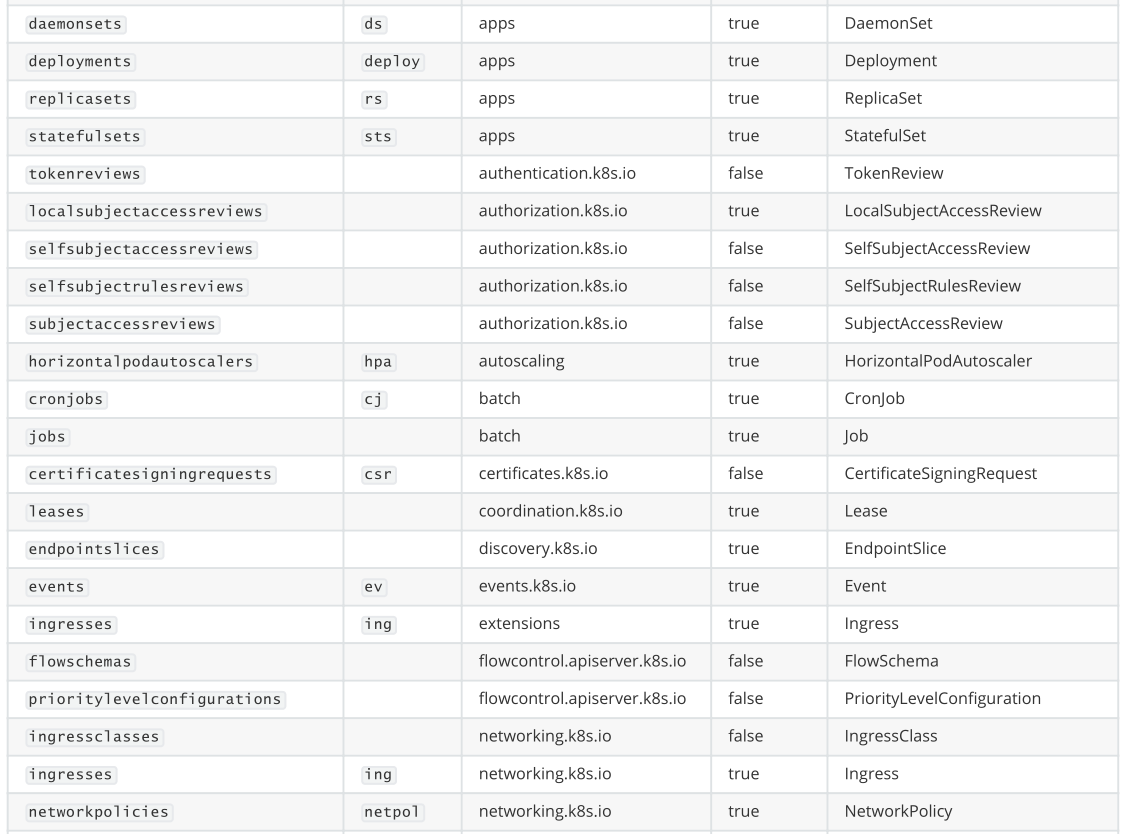 daemonsets ds apps true DaemonSet
deployments deploy apps true Deployment
replicasets rs apps true ReplicaSet
statefulsets sts apps true StatefulSet
tokenreviews authentication.k8s.io false TokenReview
localsubjectaccessreviews authorization.k8s.io true LocalSubjectAccessReview
selfsubjectaccessreviews authorization.k8s.io false SelfSubjectAccessReview
selfsubjectrulesreviews authorization.k8s.io false SelfSubjectRulesReview
subjectaccessreviews authorization.k8s.io false SubjectAccessReview
horizontalpodautoscalers hpa autoscaling true HorizontalPodAutoscaler
cronjobs cj batch true CronJob
jobs batch true Job
certificatesigningrequests csr certificates.k8s.io false CertificateSigningRequest
leases coordination.k8s.io true Lease
endpointslices discovery.k8s.io true EndpointSlice
events ev events.k8s.io true Event
ingresses ing extensions true Ingress
flowschemas flowcontrol.apiserver.k8s.io false FlowSchema
prioritylevelconfigurations flowcontrol.apiserver.k8s.io false PriorityLevelConfiguration
ingressclasses networking.k8s.io false IngressClass
ingresses ing networking.k8s.io true Ingress
networkpolicies netpol networking.k8s.io true NetworkPolicy